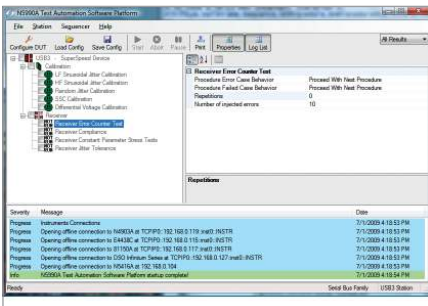 N5990A Test Automation Software Platform
File Station Sequencer Help
Configure DUT Load Config Save Config Start Abort Pause Print Properties Log List All Results
USB3 - SuperSpeed Device
Calibration
LF Sinusoidal Jitter Calibration
HF Sinusoidal Jitter Calibration
Random Jitter Calibration
SSC Calibration
Differential Voltage Calibration
Receiver
Receiver Error Counter Test
Receiver Compliance
Receiver Constant Parameter Stress Tests
Receiver Jitter Tolerance
Receiver Error Counter Test
Procedure Error Case Behavior Proceed With Next Procedure
Procedure Failed Case Behavior Proceed With Next Procedure
Repetitions 0
Number of injected errors 10
Repetitions
Severity Message Date
Progress Instruments Connections 7/1/2009 4:18:53 PM
Progress Opening offline connection to N4903A at TCPIP0::192.168.0.119::inst0::INSTR 7/1/2009 4:18:53 PM
Progress Opening offline connection to E4438C at TCPIP0::192.168.0.115::inst0::INSTR 7/1/2009 4:18:53 PM
Progress Opening offline connection to 81150A at TCPIP0::192.168.0.117::inst0::INSTR 7/1/2009 4:18:53 PM
Progress Opening offline connection to DSO Infiniium Series at TCPIP0::192.168.0.127::inst0::INSTR 7/1/2009 4:18:53 PM
Progress Opening offline connection to N5416A at 192.168.0.104 7/1/2009 4:18:53 PM
Info N5990A Test Automation Software Platform startup complete! 7/1/2009 4:18:54 PM
Ready Serial Bus Family USB3 Station